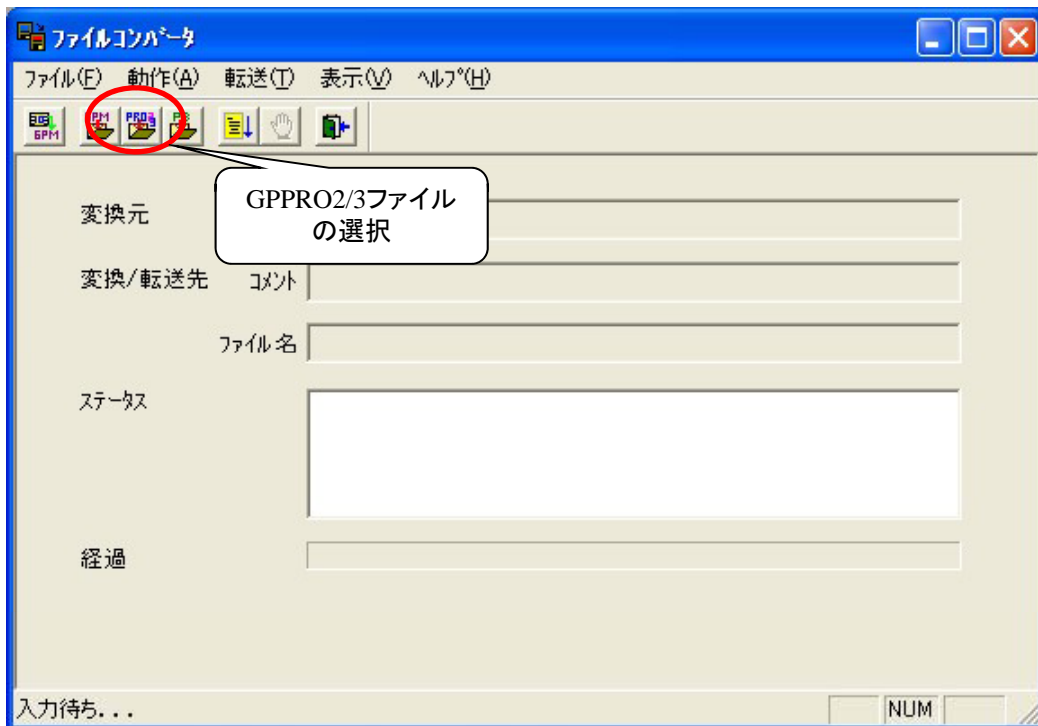 ファイルコンバータ
ファイル(F) 動作(A) 転送(T) 表示(V) ヘルプ(H)
GPM PM PRO
GPPRO2/3ファイル
の選択
変換元
変換/転送先 コメント
ファイル名
ステータス
経過
入力待ち... NUM